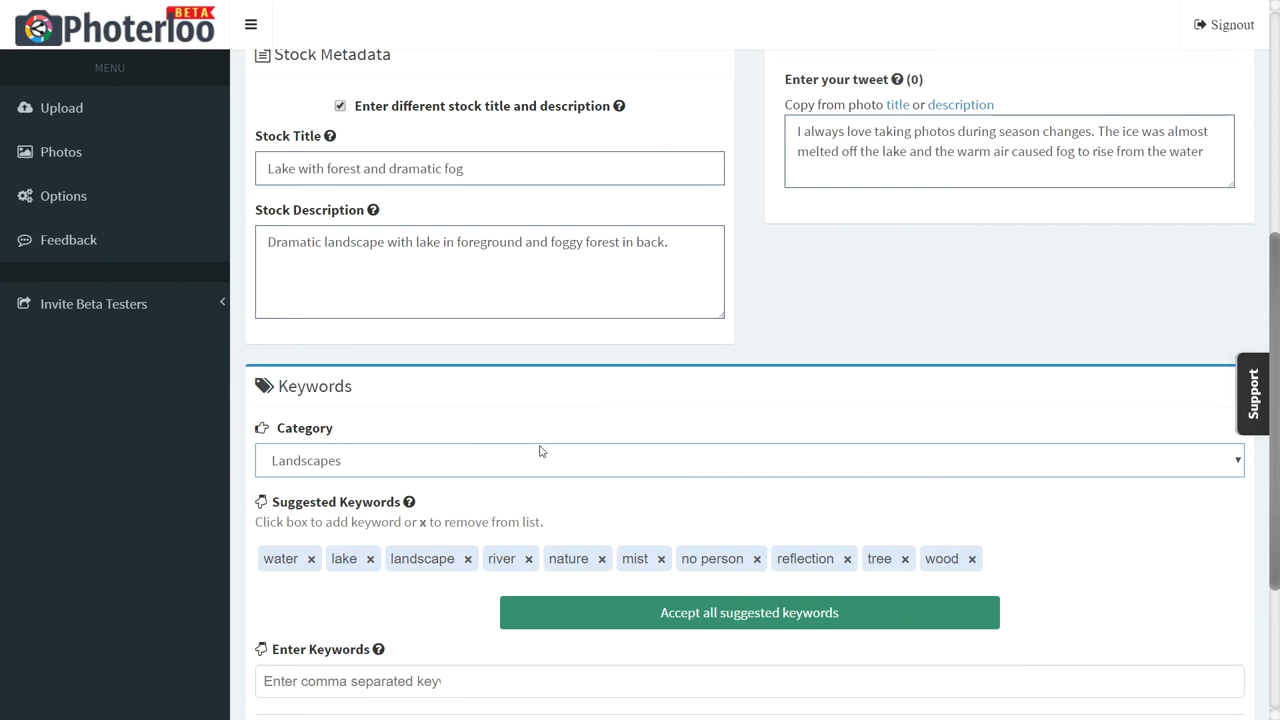 BETA
Photerloo
Signout
MENU
Upload
Photos
Options
Feedback
Invite Beta Testers
Stock Metadata
Enter different stock title and description
Stock Title
Lake with forest and dramatic fog
Stock Description
Dramatic landscape with lake in foreground and foggy forest in back.
Enter your tweet (0)
Copy from photo title or description
I always love taking photos during season changes. The ice was almost
melted off the lake and the warm air caused fog to rise from the water
Support
Keywords
Category
Landscapes
Suggested Keywords
Click box to add keyword or x to remove from list.
water × lake × landscape × river × nature × mist × no person × reflection × tree × wood ×
Accept all suggested keywords
Enter Keywords
Enter comma separated key